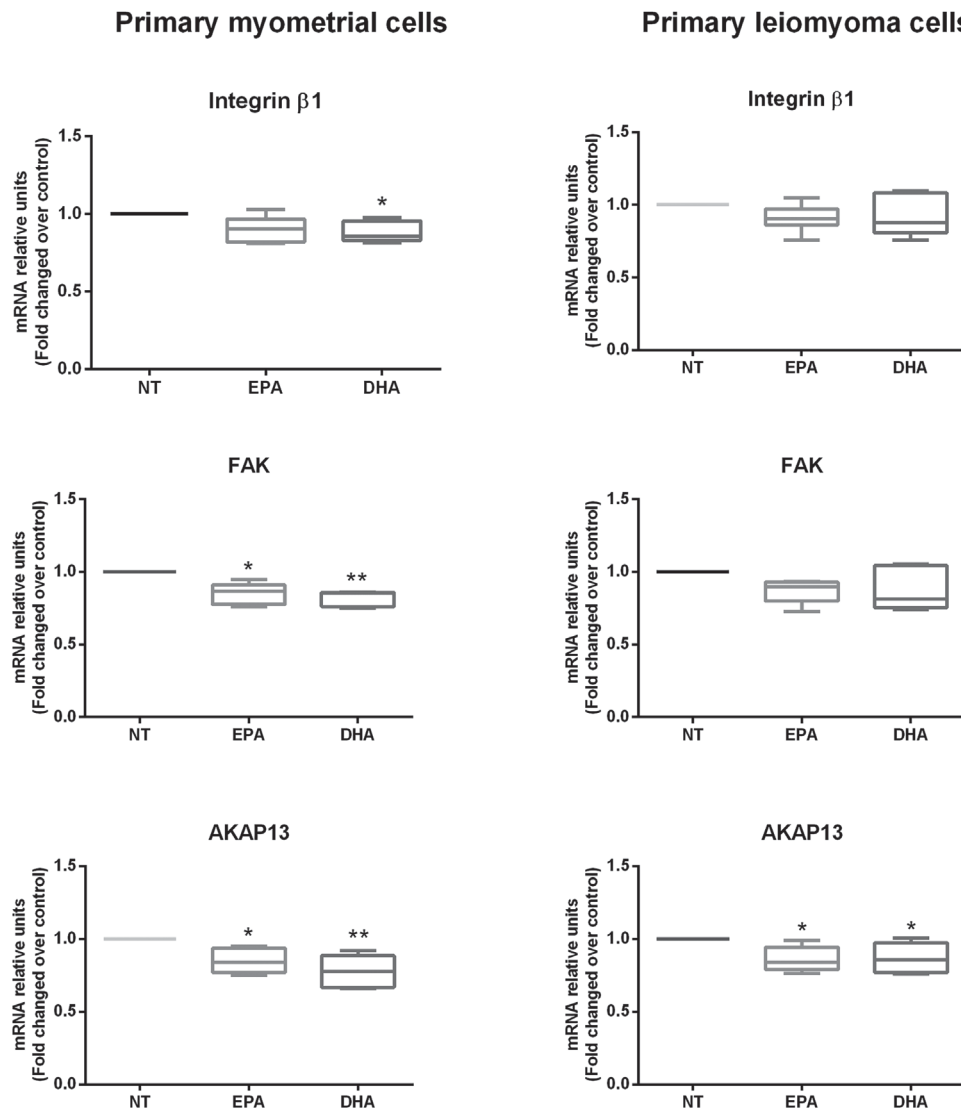 Primary myometrial cells
Primary leiomyoma cells
Integrin β1
mRNA relative units
(Fold changed over control)
1.5
1.0
0.5
0.0
*
NT EPA DHA
Integrin β1
mRNA relative units
(Fold changed over control)
1.5
1.0
0.5
0.0
NT EPA DHA
FAK
mRNA relative units
(Fold changed over control)
1.5
1.0
0.5
0.0
* **
NT EPA DHA
FAK
mRNA relative units
(Fold changed over control)
1.5
1.0
0.5
0.0
NT EPA DHA
AKAP13
mRNA relative units
(Fold changed over control)
1.5
1.0
0.5
0.0
* **
NT EPA DHA
AKAP13
mRNA relative units
(Fold changed over control)
1.5
1.0
0.5
0.0
* *
NT EPA DHA